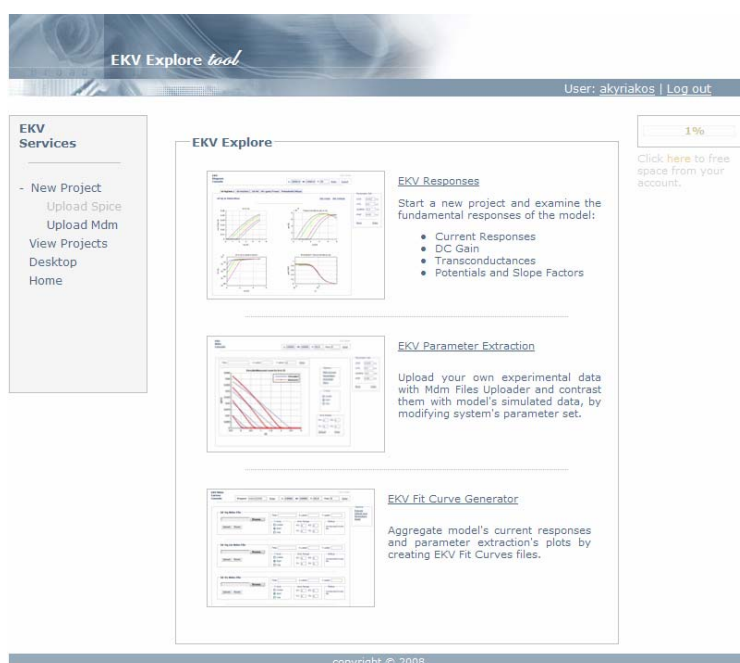 EKV Explore tool
User: akyriakos | Log out
EKV
Services
- New Project
Upload Spice
Upload Mdm
View Projects
Desktop
Home
EKV Explore
EKV Responses
Start a new project and examine the
fundamental responses of the model:
• Current Responses
• DC Gain
• Transconductances
• Potentials and Slope Factors
EKV Parameter Extraction
Upload your own experimental data
with Mdm Files Uploader and contrast
them with model's simulated data, by
modifying system's parameter set.
EKV Fit Curve Generator
Aggregate model's current responses
and parameter extraction's plots by
creating EKV Fit Curves files.
1%
Click here to free
space from your
account.
copyright © 2008